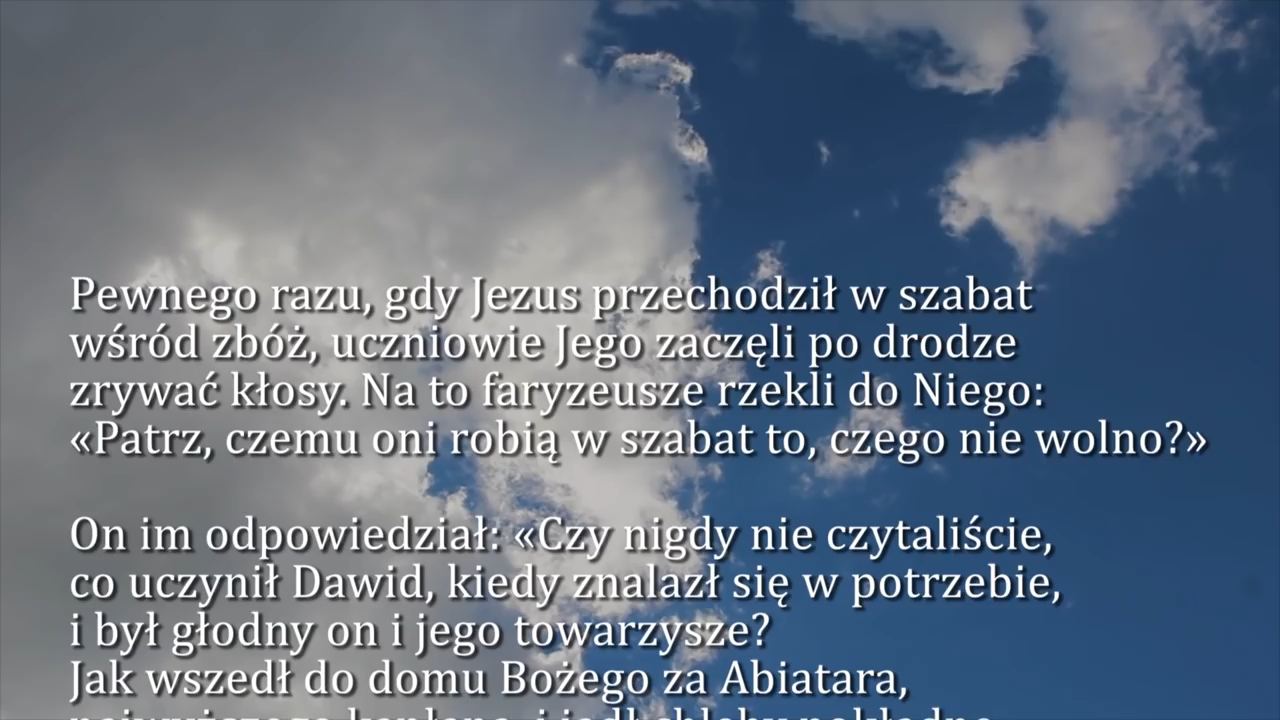 Pewnego razu, gdy Jezus przechodził w szabat
wśród zbóż, uczniowie Jego zaczęli po drodze
zrywać kłosy. Na to faryzeusze rzekli do Niego:
«Patrz, czemu oni robią w szabat to, czego nie wolno?»
On im odpowiedział: «Czy nigdy nie czytaliście,
co uczynił Dawid, kiedy znalazł się w potrzebie,
i był głodny on i jego towarzysze?
Jak wszedł do domu Bożego za Abiatara,